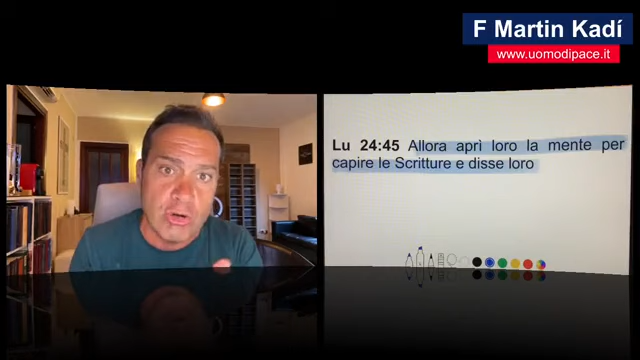 F Martin Kadí
www.uomodipace.it
Lu 24:45 Allora aprì loro la mente per
capire le Scritture e disse loro